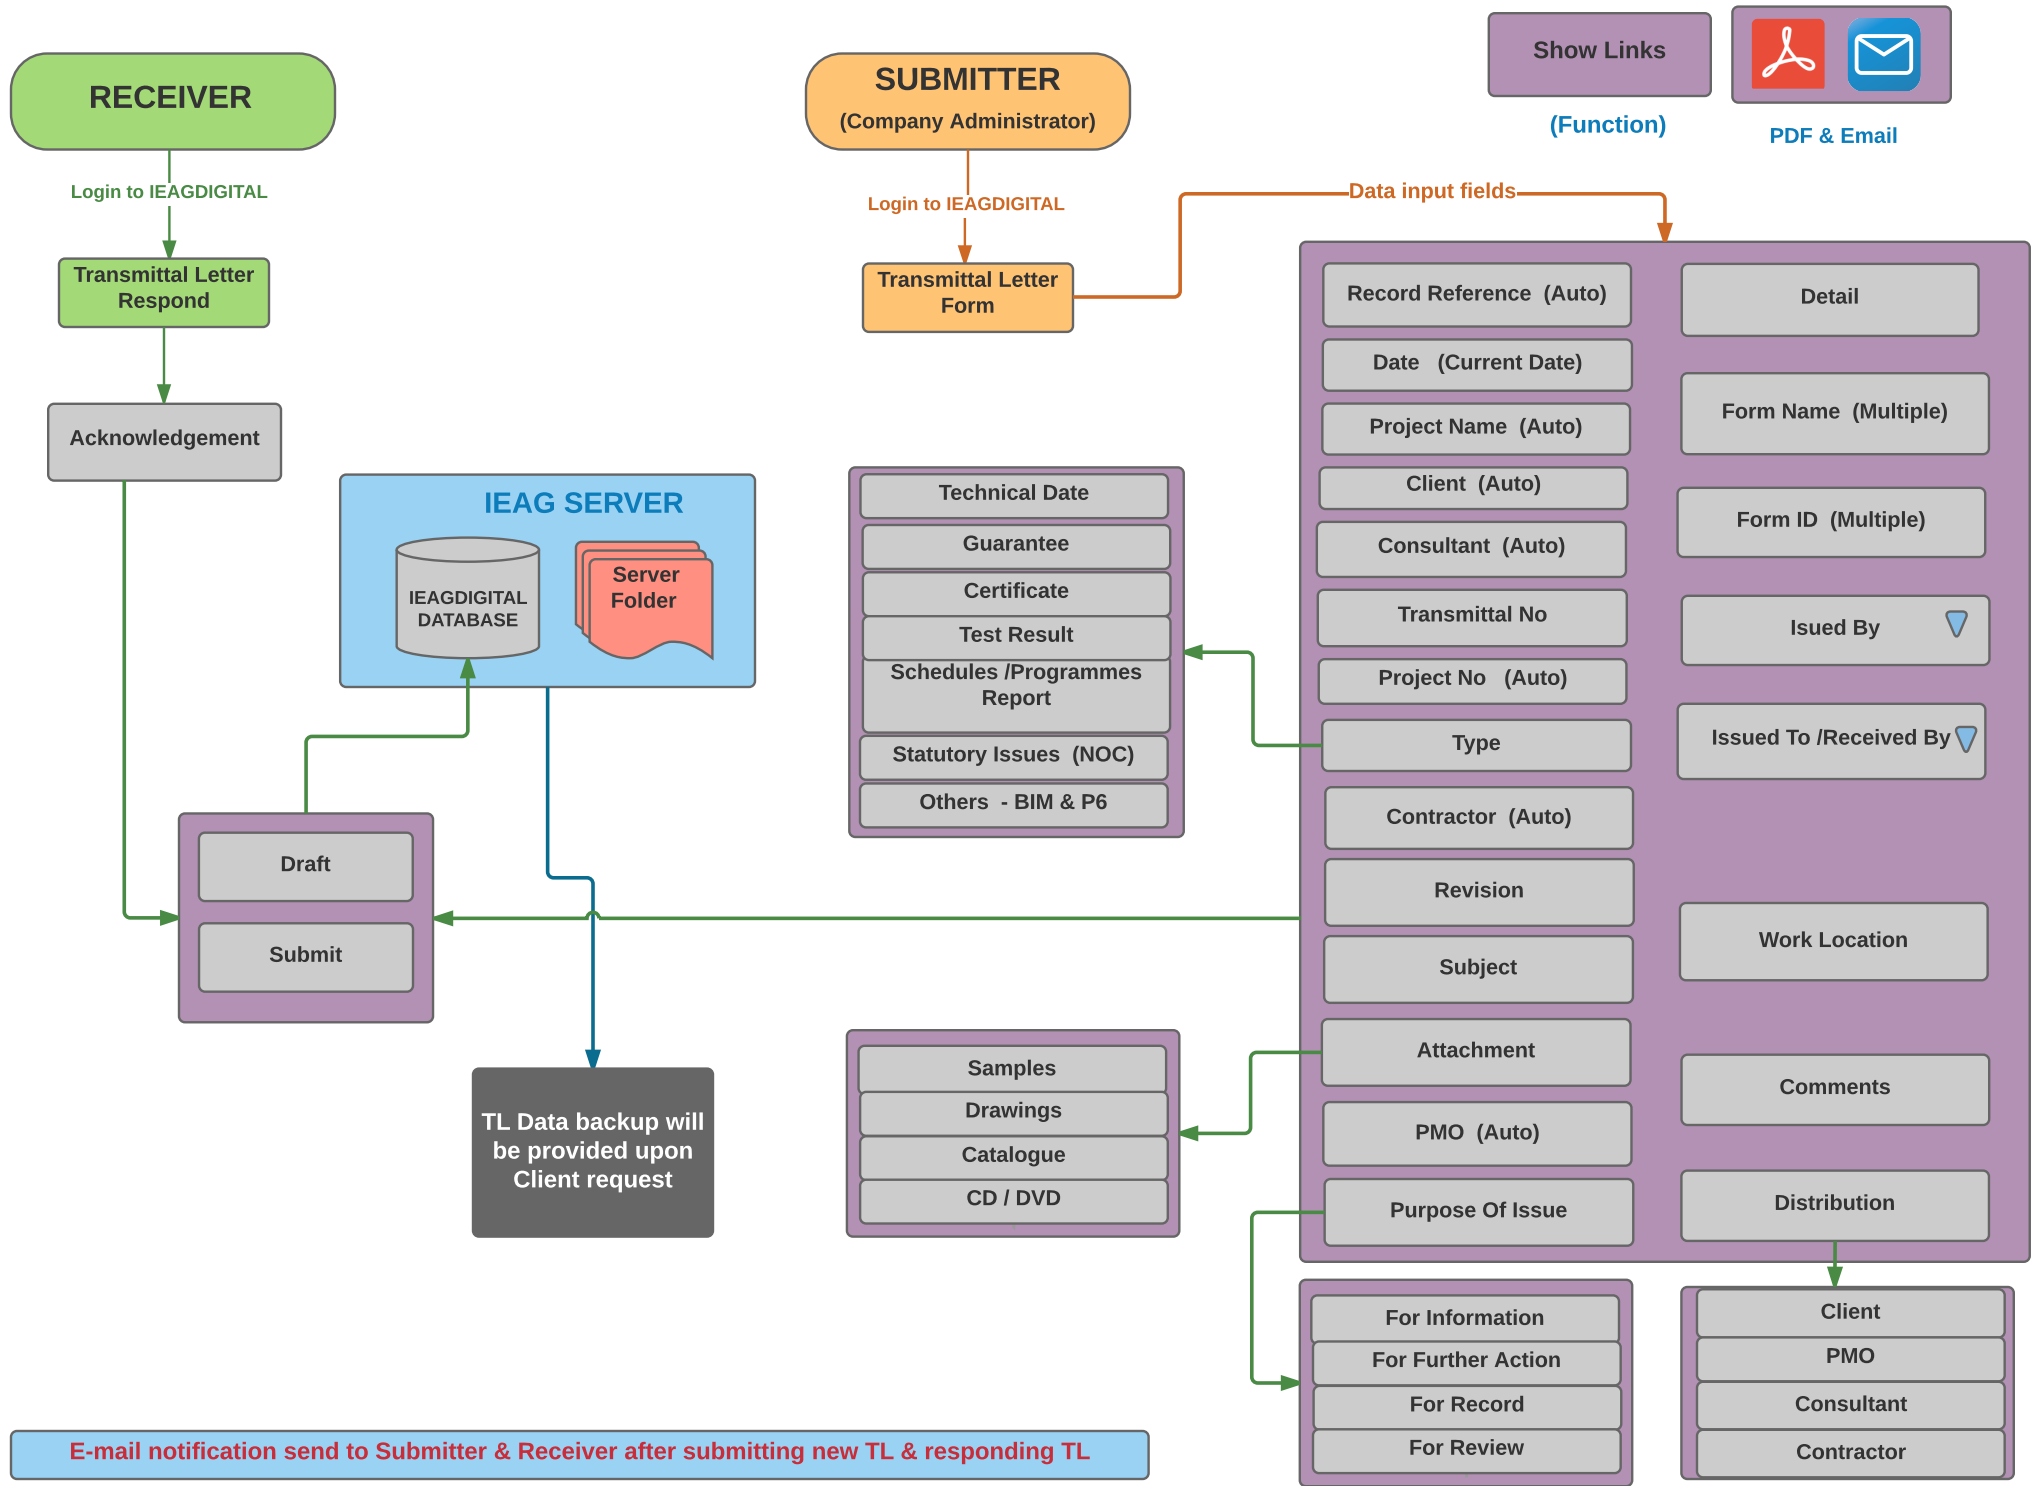 RECEIVER
SUBMITTER
(Company Administrator)
Show Links
(Function)
PDF & Email
Login to IEAGDIGITAL
Login to IEAGDIGITAL
Data input fields
Transmittal Letter
Respond
Transmittal Letter
Form
Acknowledgement
IEAG SERVER
IEAGDIGITAL
DATABASE
Server
Folder
Draft
Submit
TL Data backup will
be provided upon
Client request
Technical Date
Guarantee
Certificate
Test Result
Schedules /Programmes
Report
Statutory Issues (NOC)
Others - BIM & P6
Samples
Drawings
Catalogue
CD / DVD
Record Reference (Auto)
Date (Current Date)
Project Name (Auto)
Client (Auto)
Consultant (Auto)
Transmittal No
Project No (Auto)
Type
Contractor (Auto)
Revision
Subject
Attachment
PMO (Auto)
Purpose Of Issue
Detail
Form Name (Multiple)
Form ID (Multiple)
Isued By
Issued To /Received By
Work Location
Comments
Distribution
For Information
For Further Action
For Record
For Review
Client
PMO
Consultant
Contractor
E-mail notification send to Submitter & Receiver after submitting new TL & responding TL